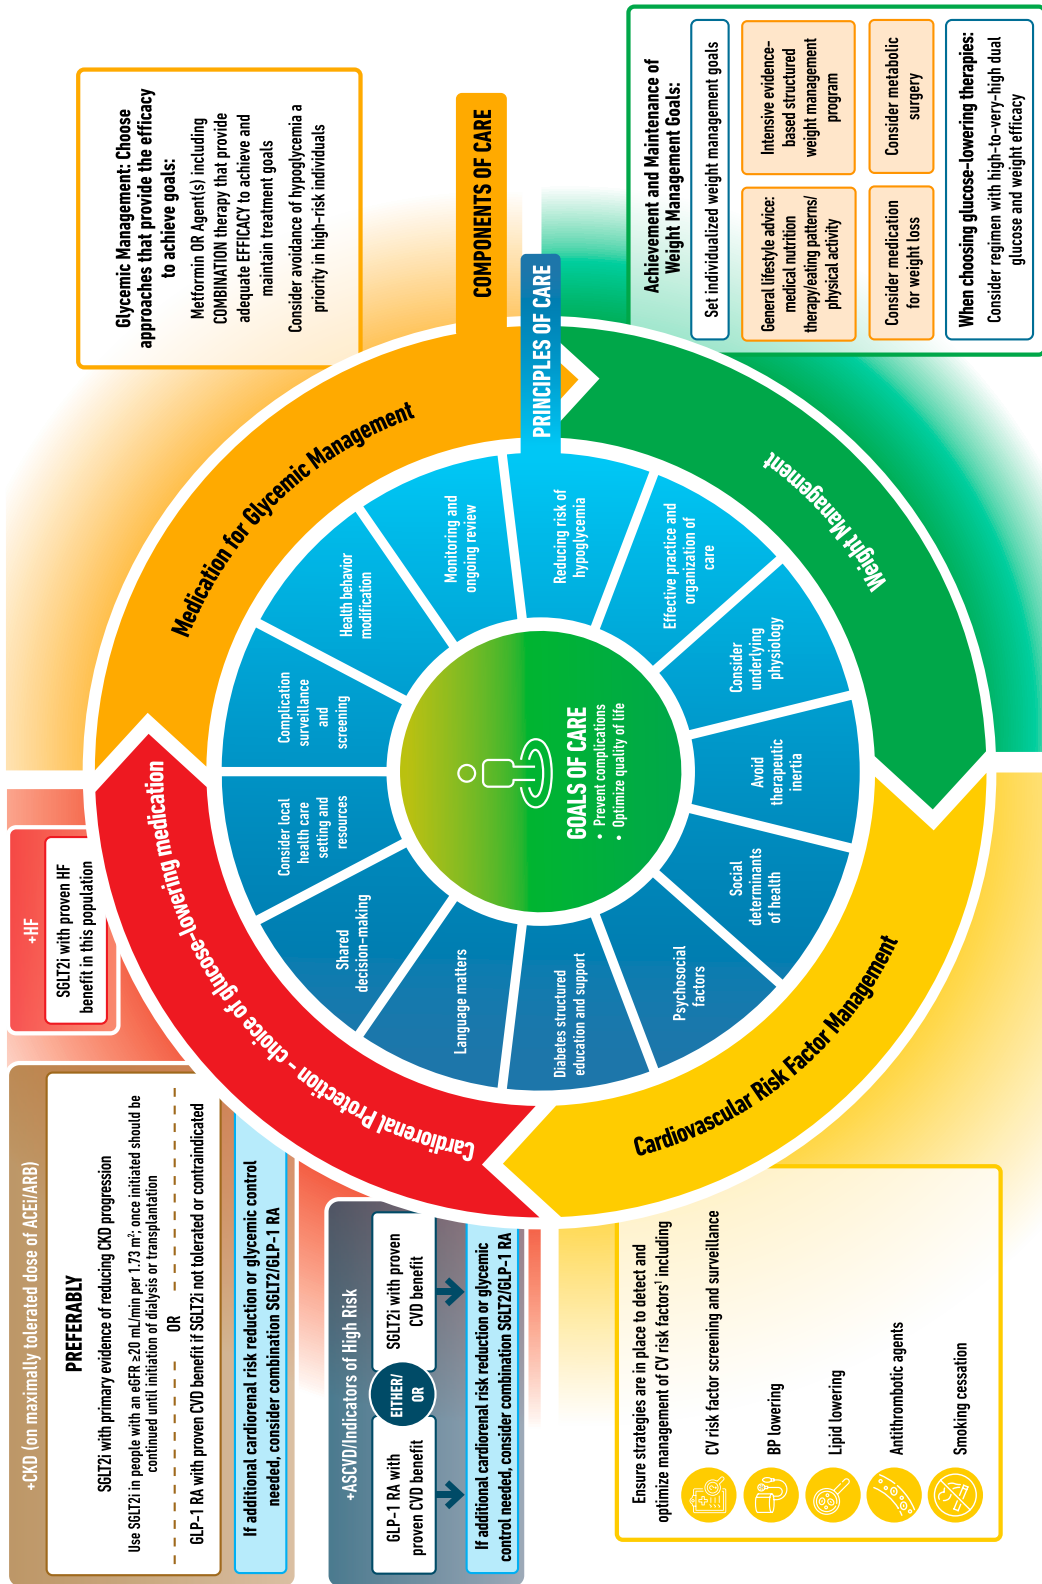 +CKD (on maximally tolerated dose of ACEi/ARB)
PREFERABLY
SGLT2i with primary evidence of reducing CKD progression
Use SGLT2i in people with an eGFR ≥20 mL/min per 1.73 m²; once initiated should be
continued until initiation of dialysis or transplantation
OR
GLP-1 RA with proven CVD benefit if SGLT2i not tolerated or contraindicated
If additional cardiorenal risk reduction or glycemic control
needed, consider combination SGLT2/GLP-1 RA
+HF
SGLT2i with proven HF
benefit in this population
+ASCVD/Indicators of High Risk
GLP-1 RA with
proven CVD benefit
EITHER/
OR
SGLT2i with proven
CVD benefit
If additional cardiorenal risk reduction or glycemic
control needed, consider combination SGLT2/GLP-1 RA
Glycemic Management: Choose
approaches that provide the efficacy
to achieve goals:
Metformin OR Agent(s) including
COMBINATION therapy that provide
adequate EFFICACY to achieve and
maintain treatment goals
Consider avoidance of hypoglycemia a
priority in high-risk individuals
Cardiorenal Protection - choice of glucose-lowering medication
Medication for Glycemic Management
Weight Management
Cardiovascular Risk Factor Management
COMPONENTS OF CARE
PRINCIPLES OF CARE
Consider local
health care
setting and
resources
Complication
surveillance
and
screening
Health behavior
modification
Monitoring and
ongoing review
Reducing risk of
hypoglycemia
Effective practice and
organization of
care
Consider
underlying
physiology
Avoid
therapeutic
inertia
Social
determinants
of health
Psychosocial
factors
Diabetes structured
education and support
Language matters
Shared
decision-making
GOALS OF CARE
• Prevent complications
• Optimize quality of life
Ensure strategies are in place to detect and
optimize management of CV risk factors¹ including
CV risk factor screening and surveillance
BP lowering
Lipid lowering
Antithrombotic agents
Smoking cessation
Achievement and Maintenance of
Weight Management Goals:
Set individualized weight management goals
General lifestyle advice:
medical nutrition
therapy/eating patterns/
physical activity
Intensive evidence-
based structured
weight management
program
Consider medication
for weight loss
Consider metabolic
surgery
When choosing glucose-lowering therapies:
Consider regimen with high-to-very-high dual
glucose and weight efficacy